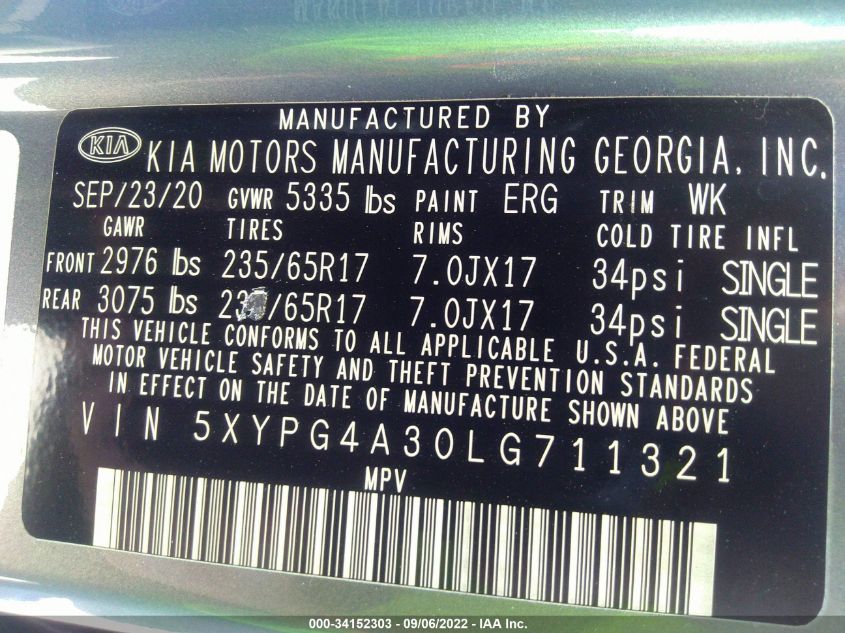 MANUFACTURED BY
KIA KIA MOTORS MANUFACTURING GEORGIA, INC.
SEP/23/20 GVWR 5335 lbs PAINT ERG TRIM WK
GAWR TIRES RIMS COLD TIRE INFL
FRONT 2976 lbs 235/65R17 7.0JX17 34psi SINGLE
REAR 3075 lbs /65R17 7.0JX17 34psi SINGLE
THIS VEHICLE CONFORMS TO ALL APPLICABLE U.S.A. FEDERAL
MOTOR VEHICLE SAFETY AND THEFT PREVENTION STANDARDS
IN EFFECT ON THE DATE OF MANUFACTURE SHOWN ABOVE
VIN 5XYPG4A30LG711321
MPV
000-34152303 - 09/06/2022 - IAA Inc.